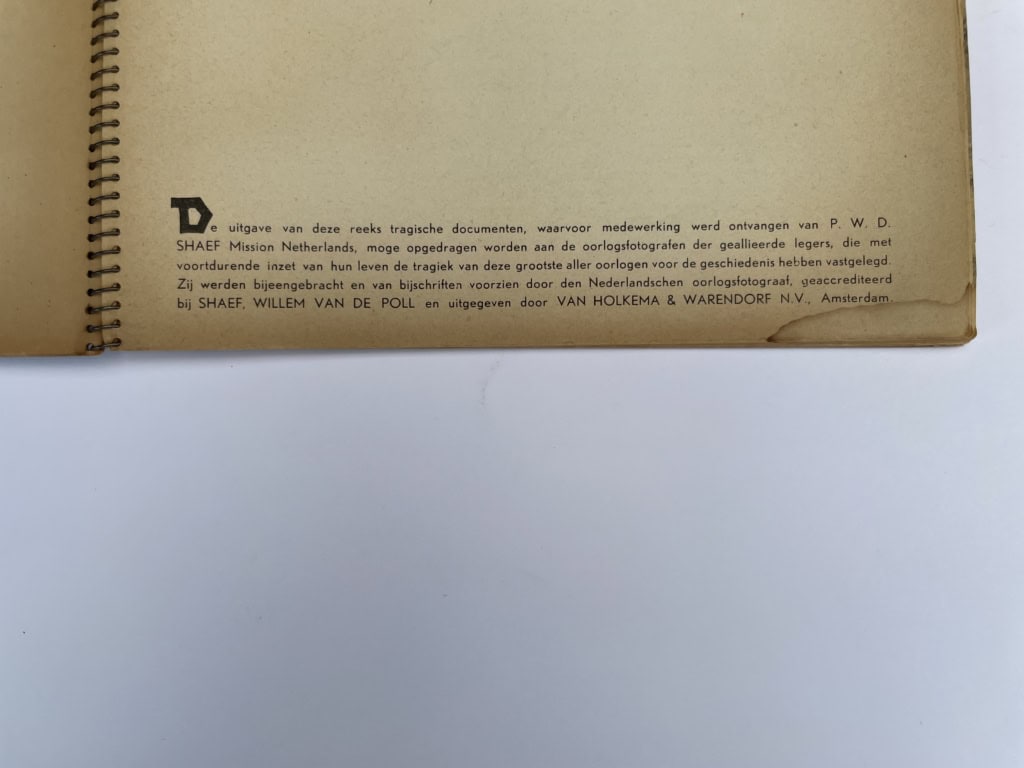 De uitgave van deze reeks tragische documenten, waarvoor medewerking werd ontvangen van P. W. D.
SHAEF Mission Netherlands, moge opgedragen worden aan de oorlogsfotografen der geallieerde legers, die met
voortdurende inzet van hun leven de tragiek van deze grootste aller oorlogen voor de geschiedenis hebben vastgelegd.
Zij werden bijeengebracht en van bijschriften voorzien door den Nederlandschen oorlogsfotograaf, geaccrediteerd
bij SHAEF, WILLEM VAN DE POLL en uitgegeven door VAN HOLKEMA & WARENDORF N.V., Amsterdam.